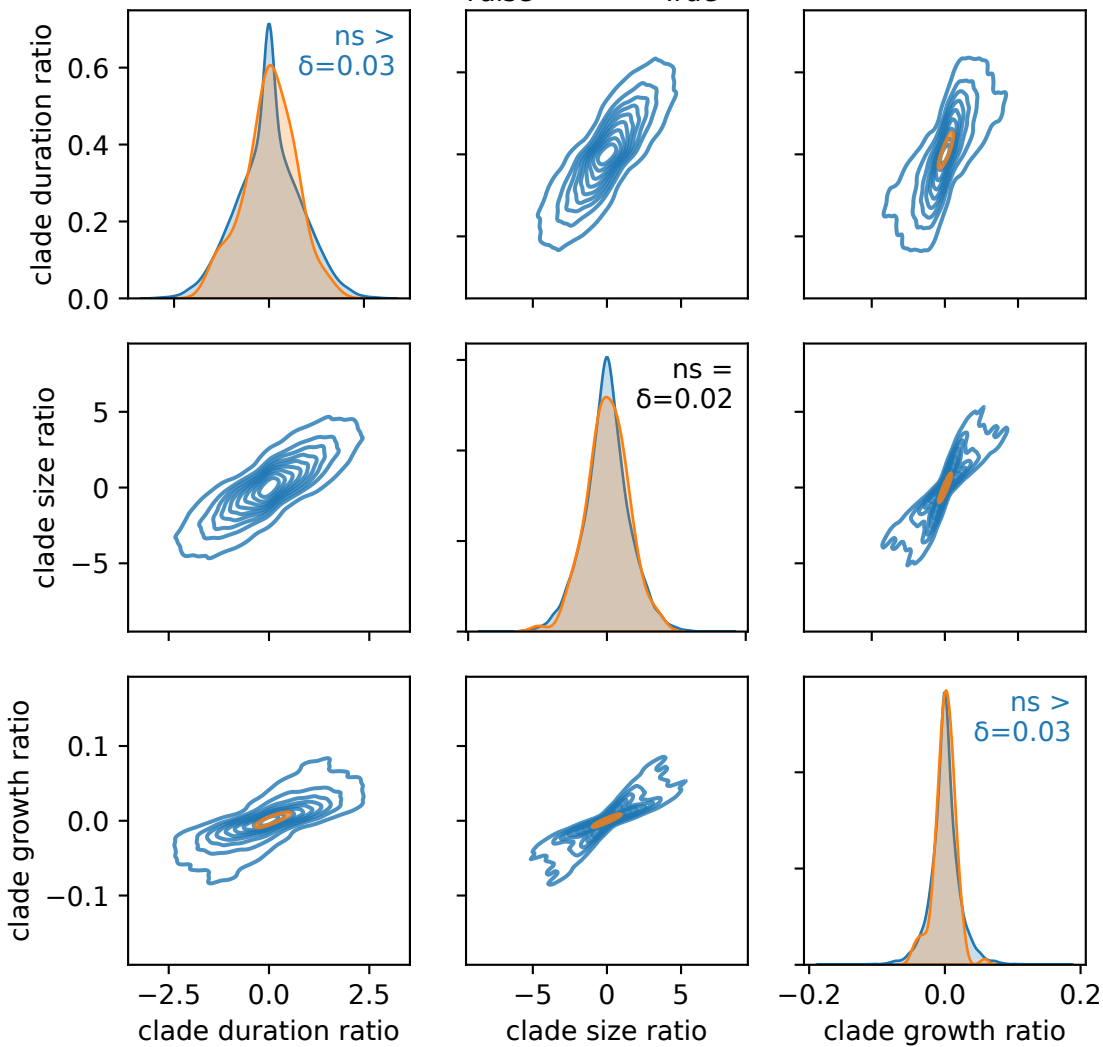 clade duration ratio
0.6
0.4
0.2
0.0
ns >
δ=0.03
clade size ratio
5
0
−5
−5
0
5
ns =
δ=0.02
clade growth ratio
0.1
0.0
−0.1
−2.5
0.0
2.5
clade duration ratio
−5
0
5
clade size ratio
ns >
δ=0.03
−0.2
0.0
0.2
clade growth ratio